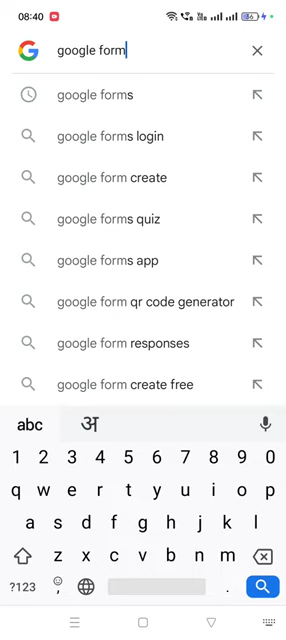 08:40
google form
google forms
google forms login
google form create
google forms quiz
google forms app
google form qr code generator
google form responses
google form create free
abc अ
1 2 3 4 5 6 7 8 9 0
q w e r t y u i o p
a s d f g h j k l
z x c v b n m
?123 , .